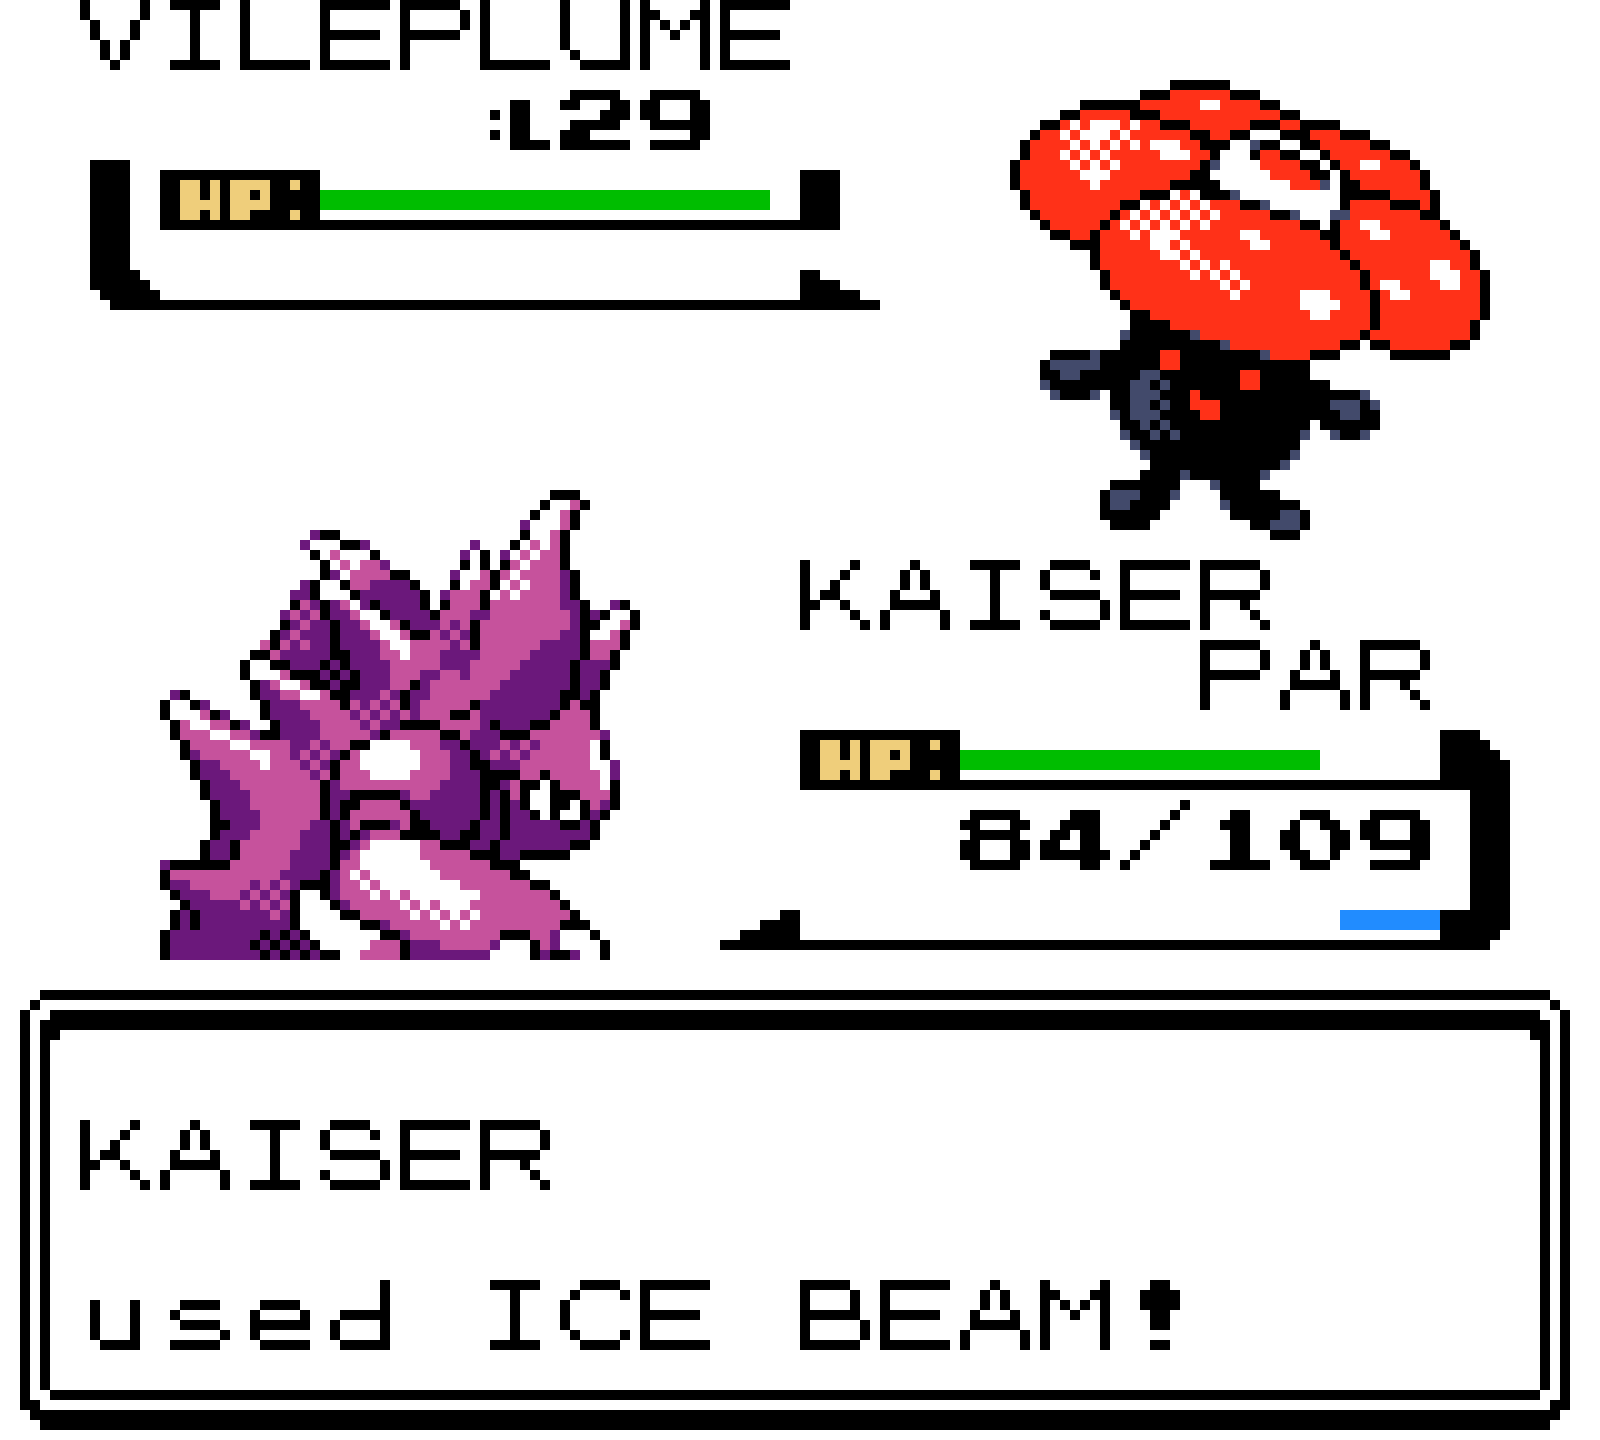 VILEPLUME
:L29
HP:
KAISER
PAR
HP:
84/109
KAISER
used ICE BEAM!